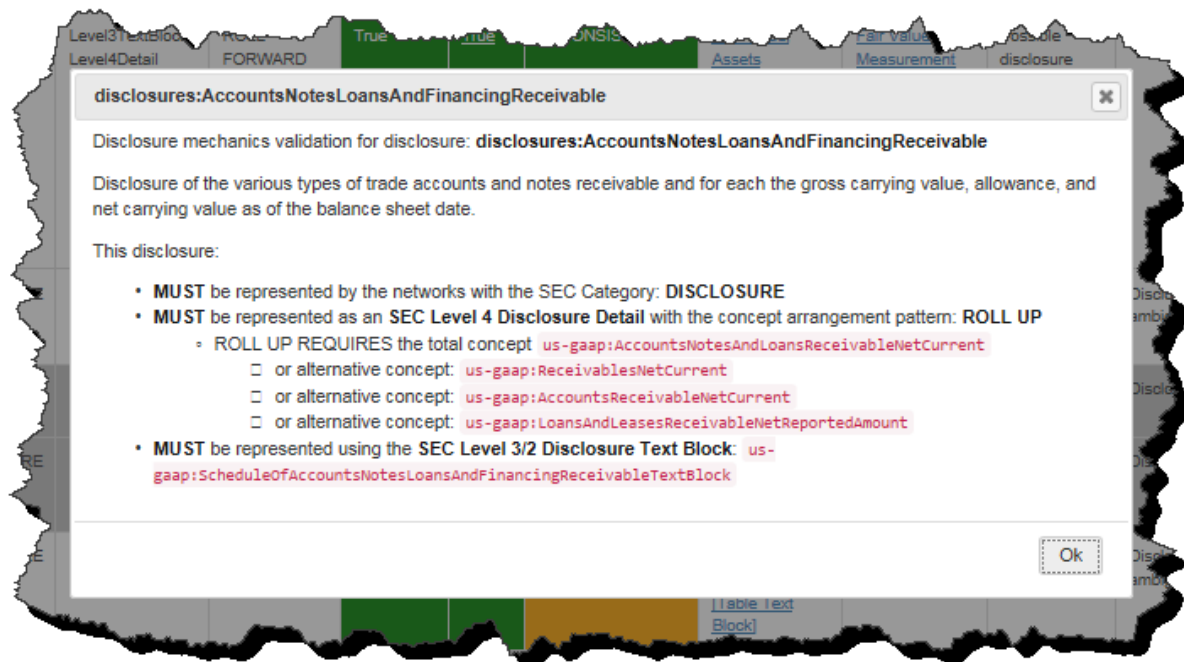 Level4Detail
FORWARD
True
True
Assets
Fair Value
Measurement
disclosure
disclosures:AccountsNotesLoansAndFinancingReceivable
Disclosure mechanics validation for disclosure: disclosures:AccountsNotesLoansAndFinancingReceivable
Disclosure of the various types of trade accounts and notes receivable and for each the gross carrying value, allowance, and
net carrying value as of the balance sheet date.
This disclosure:
• MUST be represented by the networks with the SEC Category: DISCLOSURE
• MUST be represented as an SEC Level 4 Disclosure Detail with the concept arrangement pattern: ROLL UP
◦ ROLL UP REQUIRES the total concept us-gaap:AccountsNotesAndLoansReceivableNetCurrent
□ or alternative concept: us-gaap:ReceivablesNetCurrent
□ or alternative concept: us-gaap:AccountsReceivableNetCurrent
□ or alternative concept: us-gaap:LoansAndLeasesReceivableNetReportedAmount
• MUST be represented using the SEC Level 3/2 Disclosure Text Block: us-
gaap:ScheduleOfAccountsNotesLoansAndFinancingReceivableTextBlock
Ok
[Table Text
Block]